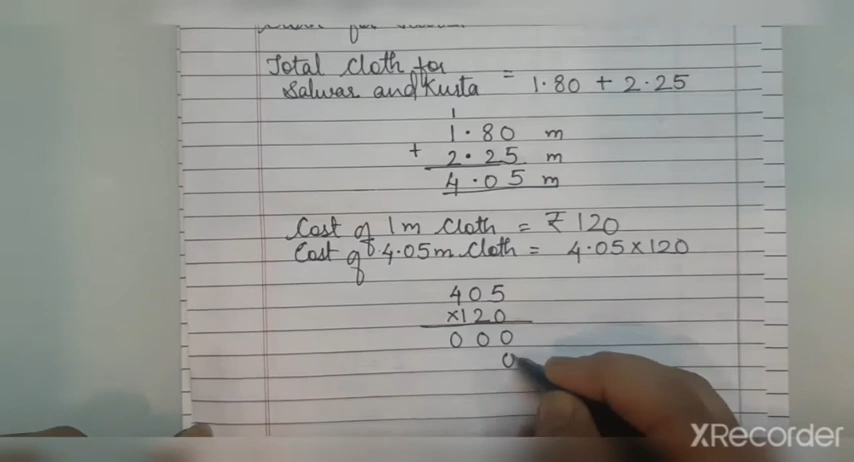 Total cloth for
Salwar and Kurta = 1.80 + 2.25
1
1.80 m
+ 2.25 m
4.05 m
Cost of 1m cloth = ₹120
Cost of 4.05m cloth = 4.05×120
405
×120
000
0
XRecorder